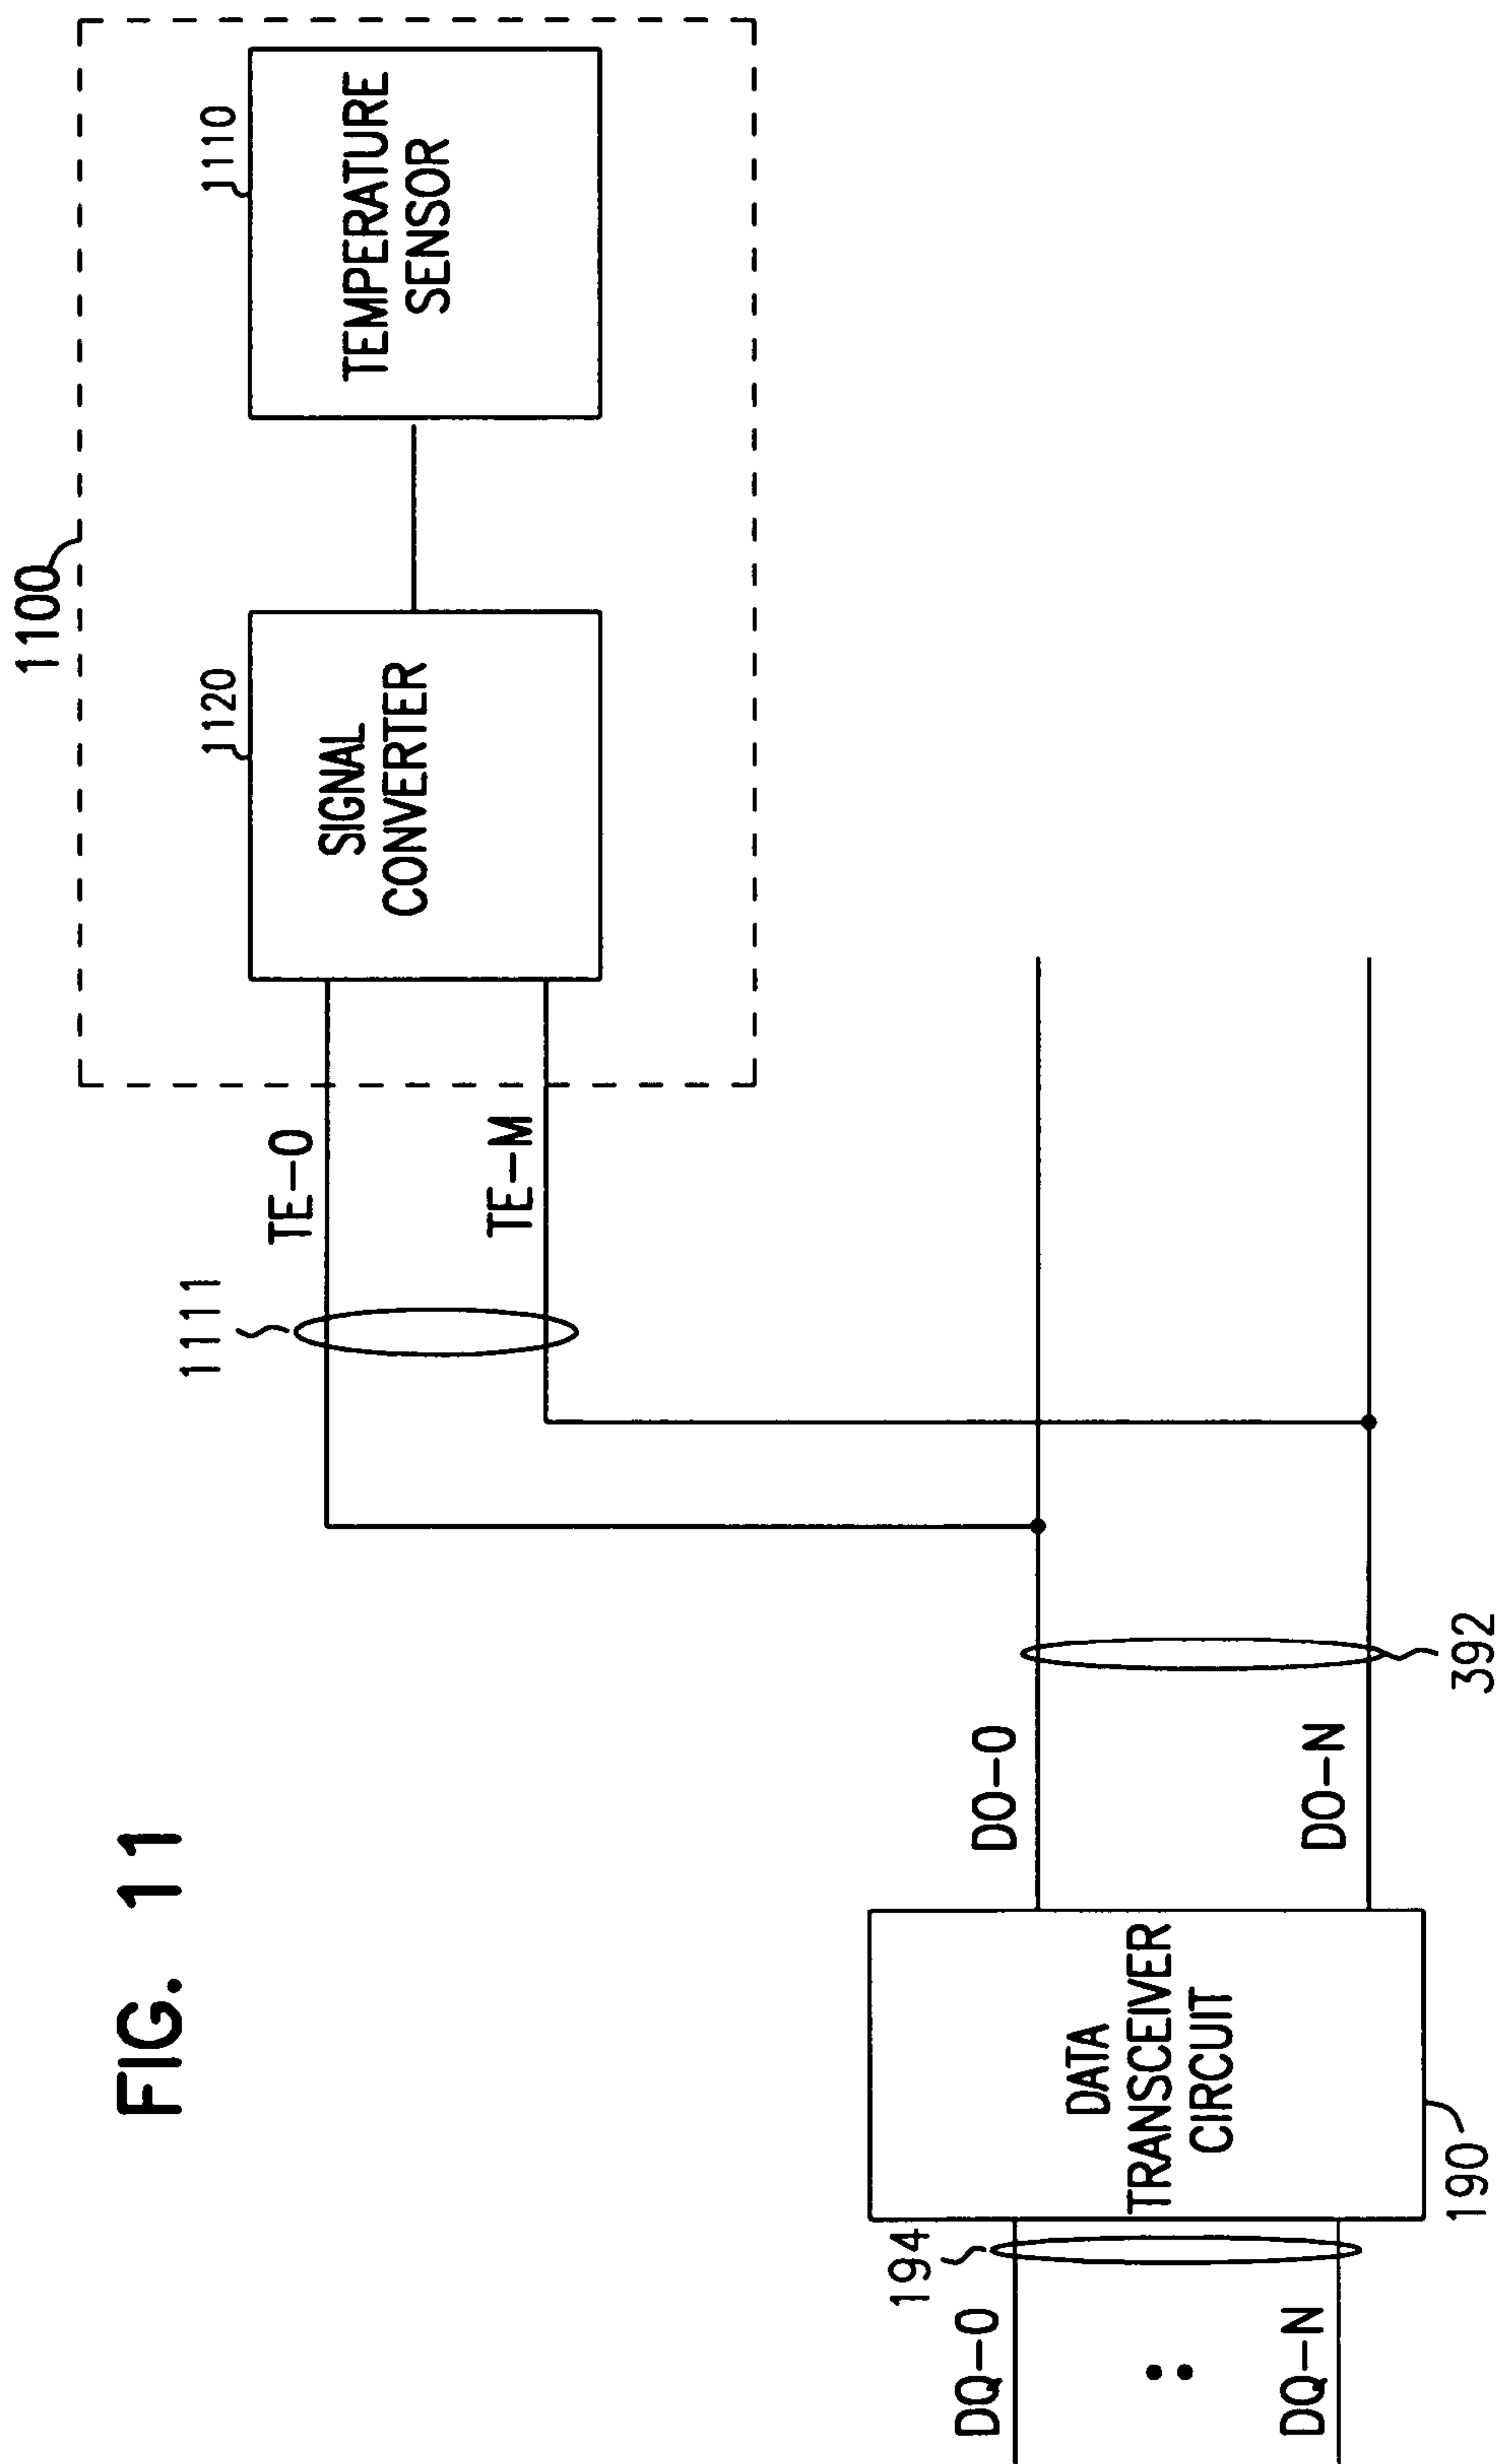 FIG. 11
1100
1110
TEMPERATURE
SENSOR
1120
SIGNAL
CONVERTER
1111
TE-0
TE-M
DO-0
DO-N
392
DATA
TRANSCEIVER
CIRCUIT
190
194
DQ-0
DQ-N